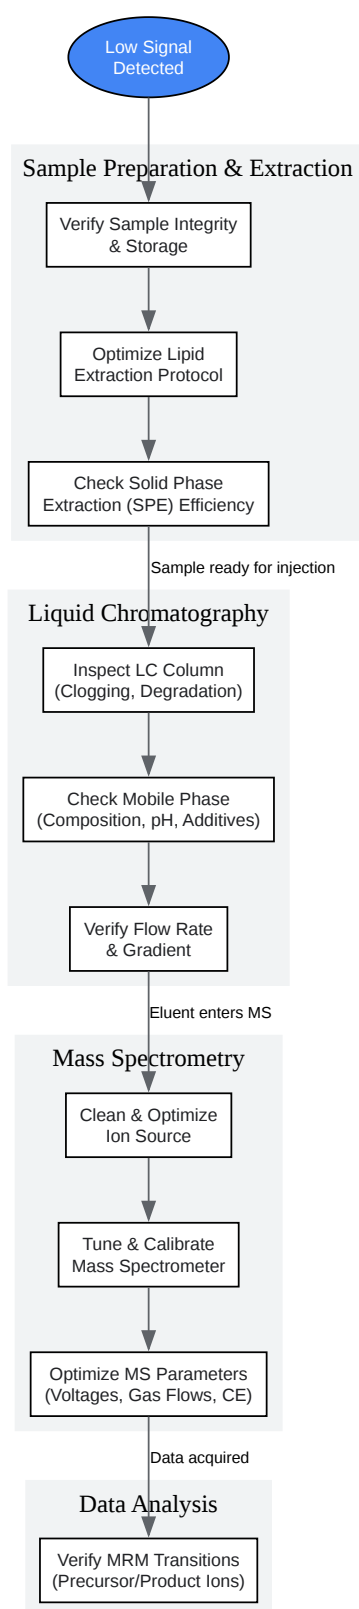 Low Signal
Detected
Sample Preparation & Extraction
Verify Sample Integrity
& Storage
Optimize Lipid
Extraction Protocol
Check Solid Phase
Extraction (SPE) Efficiency
Sample ready for injection
Liquid Chromatography
Inspect LC Column
(Clogging, Degradation)
Check Mobile Phase
(Composition, pH, Additives)
Verify Flow Rate
& Gradient
Eluent enters MS
Mass Spectrometry
Clean & Optimize
Ion Source
Tune & Calibrate
Mass Spectrometer
Optimize MS Parameters
(Voltages, Gas Flows, CE)
Data acquired
Data Analysis
Verify MRM Transitions
(Precursor/Product Ions)